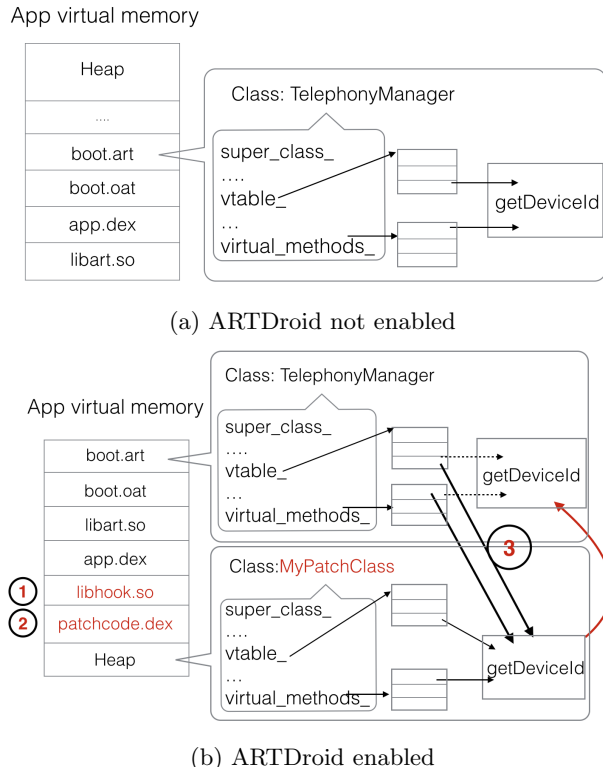 App virtual memory
Heap
....
boot.art
boot.oat
app.dex
libart.so
Class: TelephonyManager
super_class_
....
vtable_
...
virtual_methods_
getDeviceId
(a) ARTDroid not enabled
App virtual memory
boot.art
boot.oat
libart.so
app.dex
1 libhook.so
2 patchcode.dex
Heap
Class: TelephonyManager
super_class_
....
vtable_
...
virtual_methods_
getDeviceId
3
Class:MyPatchClass
super_class_
....
vtable_
...
virtual_methods_
getDeviceId
(b) ARTDroid enabled